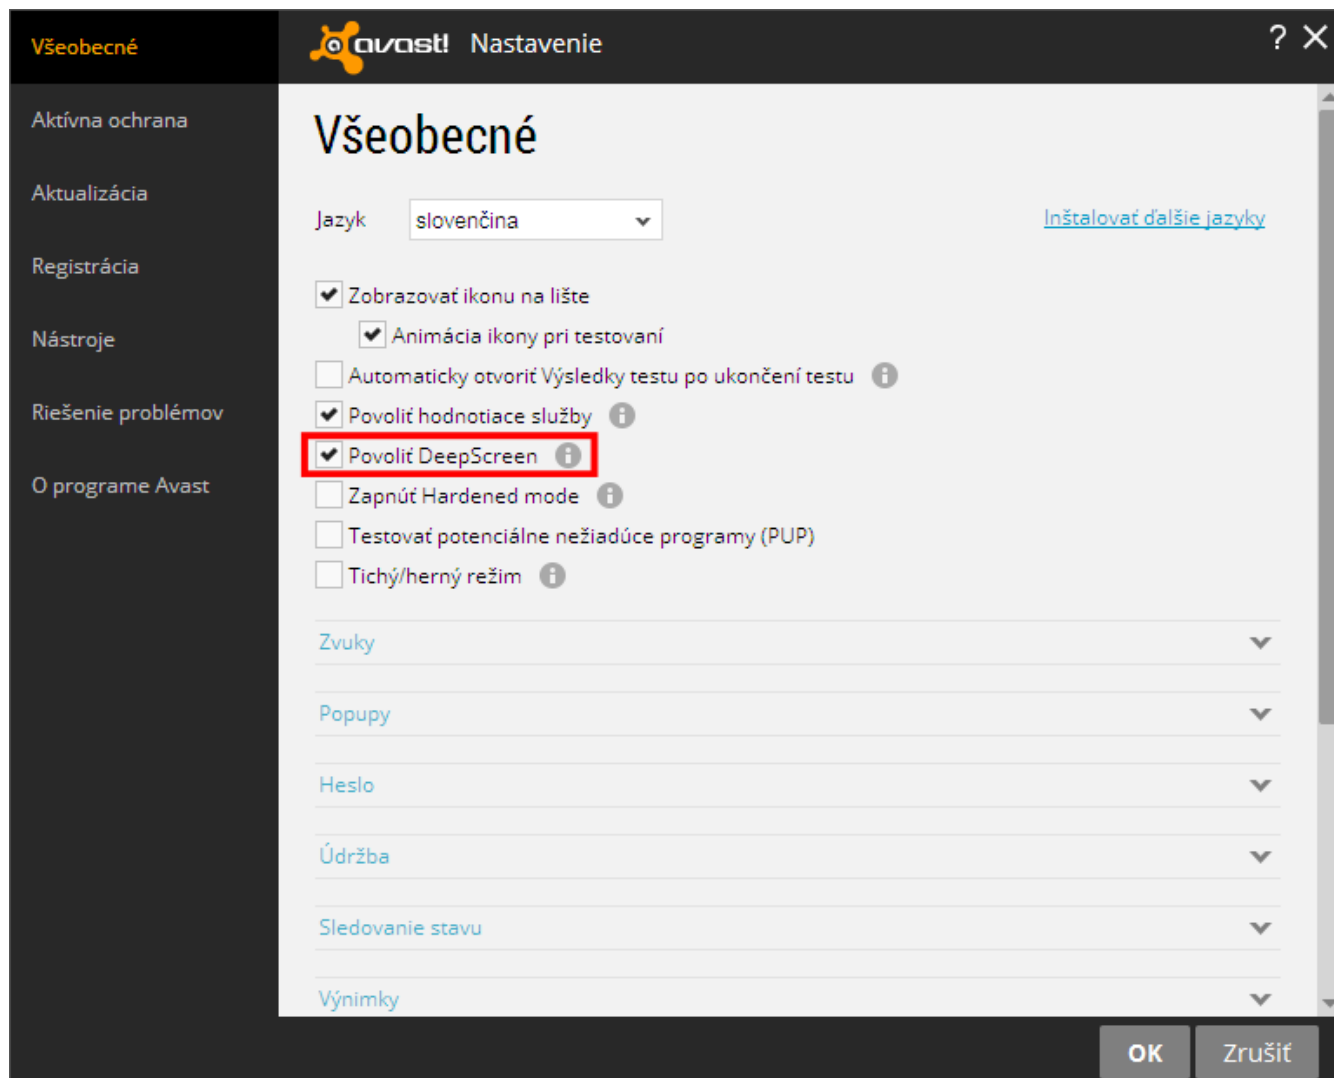 Všeobecné
avast! Nastavenie
?
Aktívna ochrana
Aktualizácia
Registrácia
Nástroje
Riešenie problémov
O programe Avast
Všeobecné
Jazyk slovenčina Inštalovať ďalšie jazyky
Zobrazovať ikonu na lište
Animácia ikony pri testovaní
Automaticky otvoriť Výsledky testu po ukončení testu
Povoliť hodnotiace služby
Povoliť DeepScreen
Zapnúť Hardened mode
Testovať potenciálne nežiadúce programy (PUP)
Tichý/herný režim
Zvuky
Popupy
Heslo
Údržba
Sledovanie stavu
Výnimky
OK Zrušiť